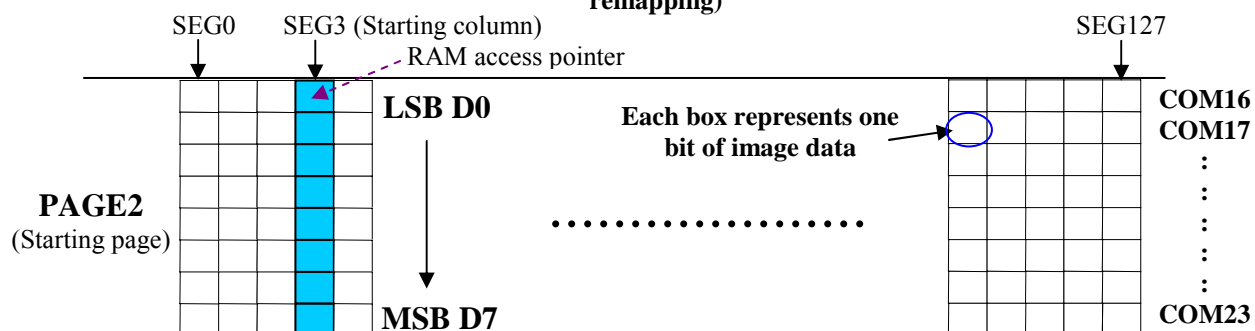 remapping)
SEG0 SEG3 (Starting column) SEG127
RAM access pointer
LSB D0
Each box represents one
bit of image data
COM16
COM17
:
:
:
:
:
PAGE2
(Starting page)
MSB D7
COM23